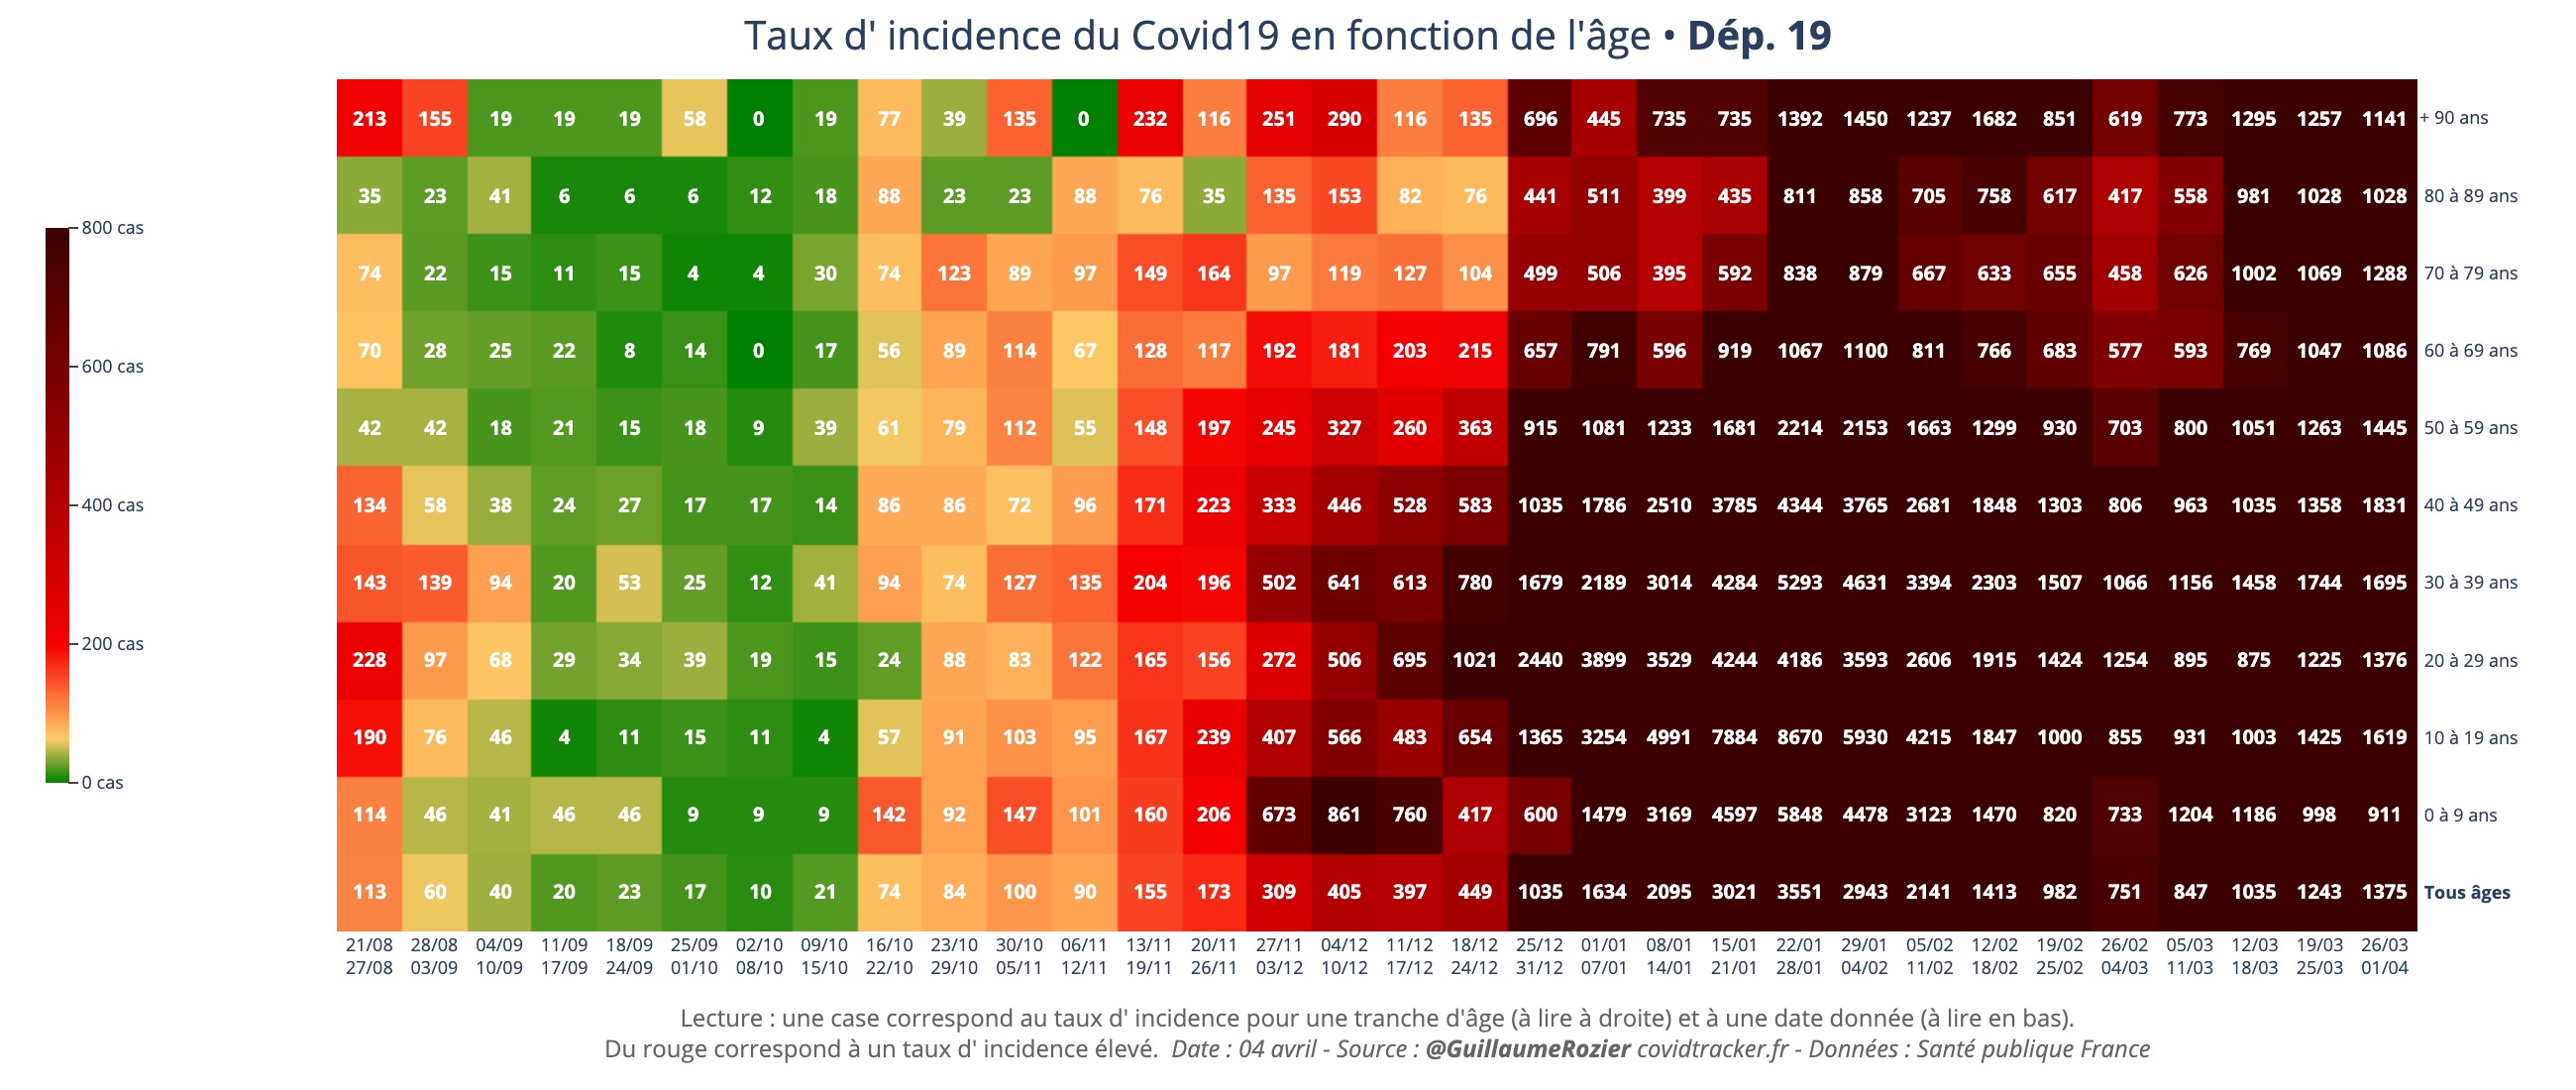 Taux d' incidence du Covid19 en fonction de l'âge • Dép. 19
800 cas
600 cas
400 cas
200 cas
0 cas
213 155 19 19 19 58 0 19 77 39 135 0 232 116 251 290 116 135 696 445 735 735 1392 1450 1237 1682 851 619 773 1295 1257 1141 + 90 ans
35 23 41 6 6 6 12 18 88 23 23 88 76 35 135 153 82 76 441 511 399 435 811 858 705 758 617 417 558 981 1028 1028 80 à 89 ans
74 22 15 11 15 4 4 30 74 123 89 97 149 164 97 119 127 104 499 506 395 592 838 879 667 633 655 458 626 1002 1069 1288 70 à 79 ans
70 28 25 22 8 14 0 17 56 89 114 67 128 117 192 181 203 215 657 791 596 919 1067 1100 811 766 683 577 593 769 1047 1086 60 à 69 ans
42 42 18 21 15 18 9 39 61 79 112 55 148 197 245 327 260 363 915 1081 1233 1681 2214 2153 1663 1299 930 703 800 1051 1263 1445 50 à 59 ans
134 58 38 24 27 17 17 14 86 86 72 96 171 223 333 446 528 583 1035 1786 2510 3785 4344 3765 2681 1848 1303 806 963 1035 1358 1831 40 à 49 ans
143 139 94 20 53 25 12 41 94 74 127 135 204 196 502 641 613 780 1679 2189 3014 4284 5293 4631 3394 2303 1507 1066 1156 1458 1744 1695 30 à 39 ans
228 97 68 29 34 39 19 15 24 88 83 122 165 156 272 506 695 1021 2440 3899 3529 4244 4186 3593 2606 1915 1424 1254 895 875 1225 1376 20 à 29 ans
190 76 46 4 11 15 11 4 57 91 103 95 167 239 407 566 483 654 1365 3254 4991 7884 8670 5930 4215 1847 1000 855 931 1003 1425 1619 10 à 19 ans
114 46 41 46 46 9 9 9 142 92 147 101 160 206 673 861 760 417 600 1479 3169 4597 5848 4478 3123 1470 820 733 1204 1186 998 911 0 à 9 ans
113 60 40 20 23 17 10 21 74 84 100 90 155 173 309 405 397 449 1035 1634 2095 3021 3551 2943 2141 1413 982 751 847 1035 1243 1375 Tous âges
21/08 28/08 04/09 11/09 18/09 25/09 02/10 09/10 16/10 23/10 30/10 06/11 13/11 20/11 27/11 04/12 11/12 18/12 25/12 01/01 08/01 15/01 22/01 29/01 05/02 12/02 19/02 26/02 05/03 12/03 19/03 26/03
27/08 03/09 10/09 17/09 24/09 01/10 08/10 15/10 22/10 29/10 05/11 12/11 19/11 26/11 03/12 10/12 17/12 24/12 31/12 07/01 14/01 21/01 28/01 04/02 11/02 18/02 25/02 04/03 11/03 18/03 25/03 01/04
Lecture : une case correspond au taux d' incidence pour une tranche d'âge (à lire à droite) et à une date donnée (à lire en bas).
Du rouge correspond à un taux d' incidence élevé. Date : 04 avril - Source : @GuillaumeRozier covidtracker.fr - Données : Santé publique France